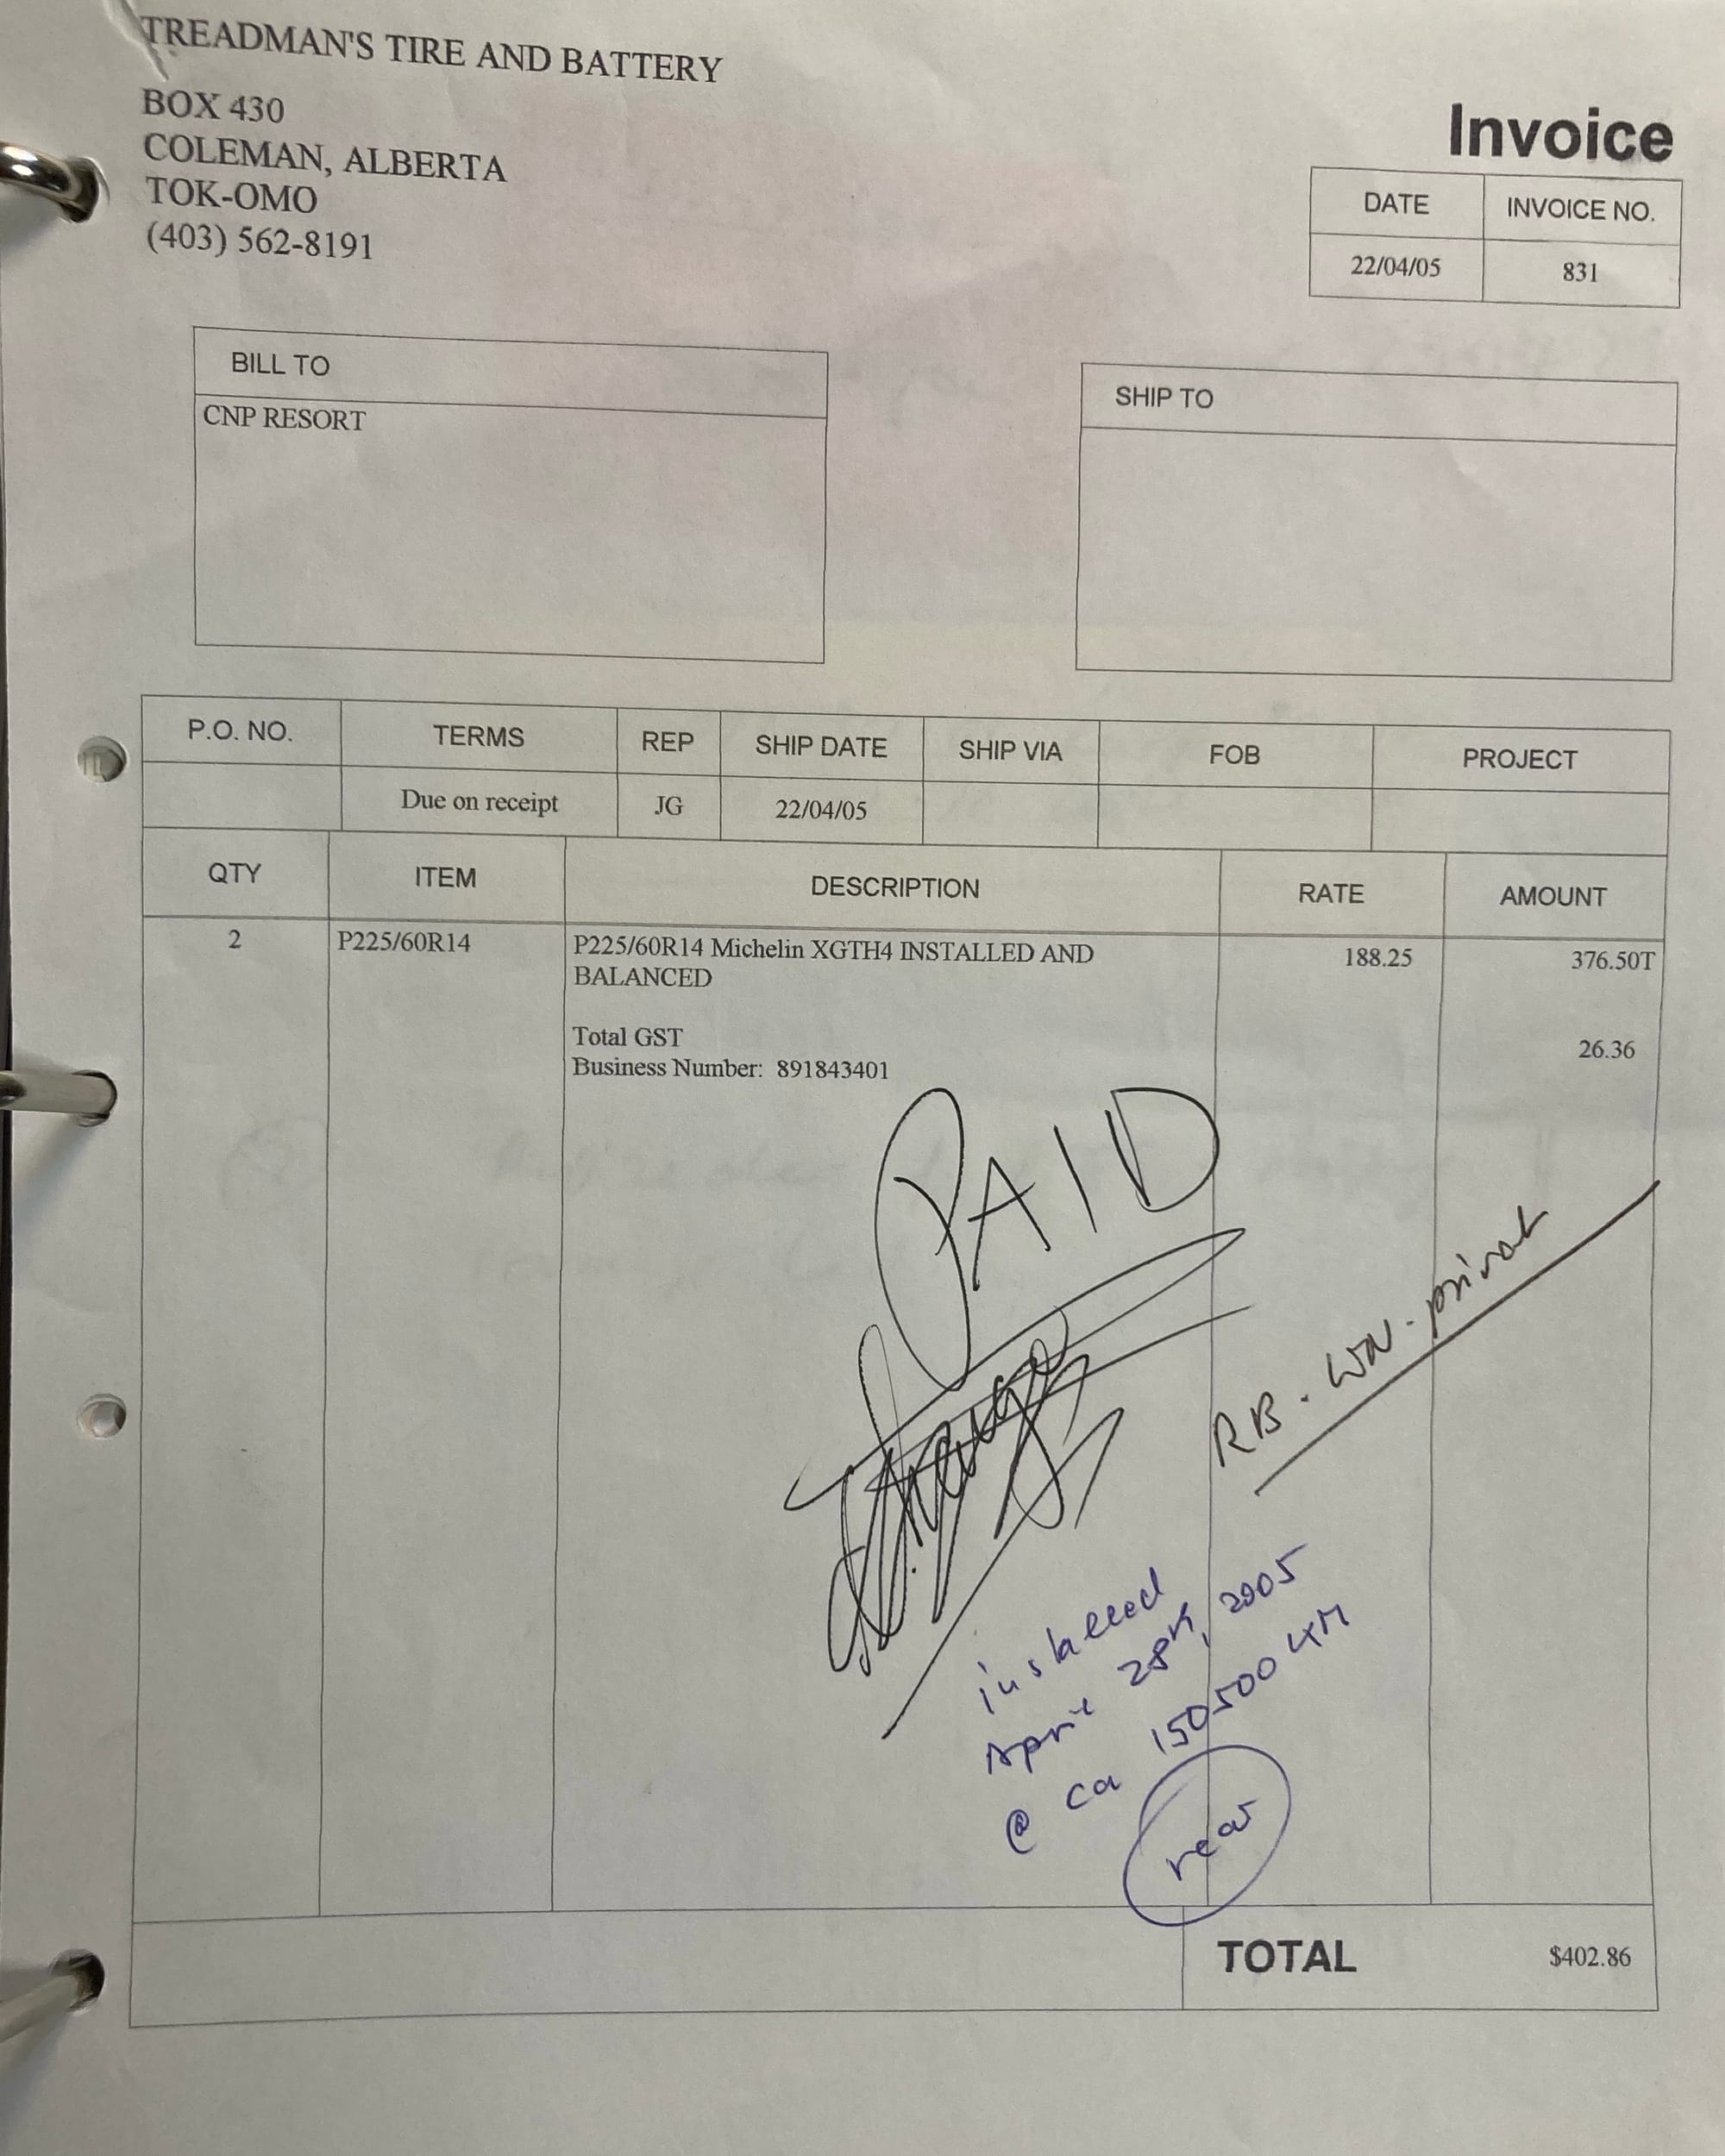 TREADMAN'S TIRE AND BATTERY
BOX 430
COLEMAN, ALBERTA
TOK-OMO
(403) 562-8191
Invoice
DATE INVOICE NO.
22/04/05 831
BILL TO
CNP RESORT
SHIP TO
P.O. NO. TERMS REP SHIP DATE SHIP VIA FOB PROJECT
Due on receipt JG 22/04/05
QTY ITEM DESCRIPTION RATE AMOUNT
2 P225/60R14 P225/60R14 Michelin XGTH4 INSTALLED AND 188.25 376.50T
BALANCED
Total GST 26.36
Business Number: 891843401
PAID
RB. WW. privat
installed
April 28th, 2005
@ ca 150500 KM
rear
TOTAL $402.86